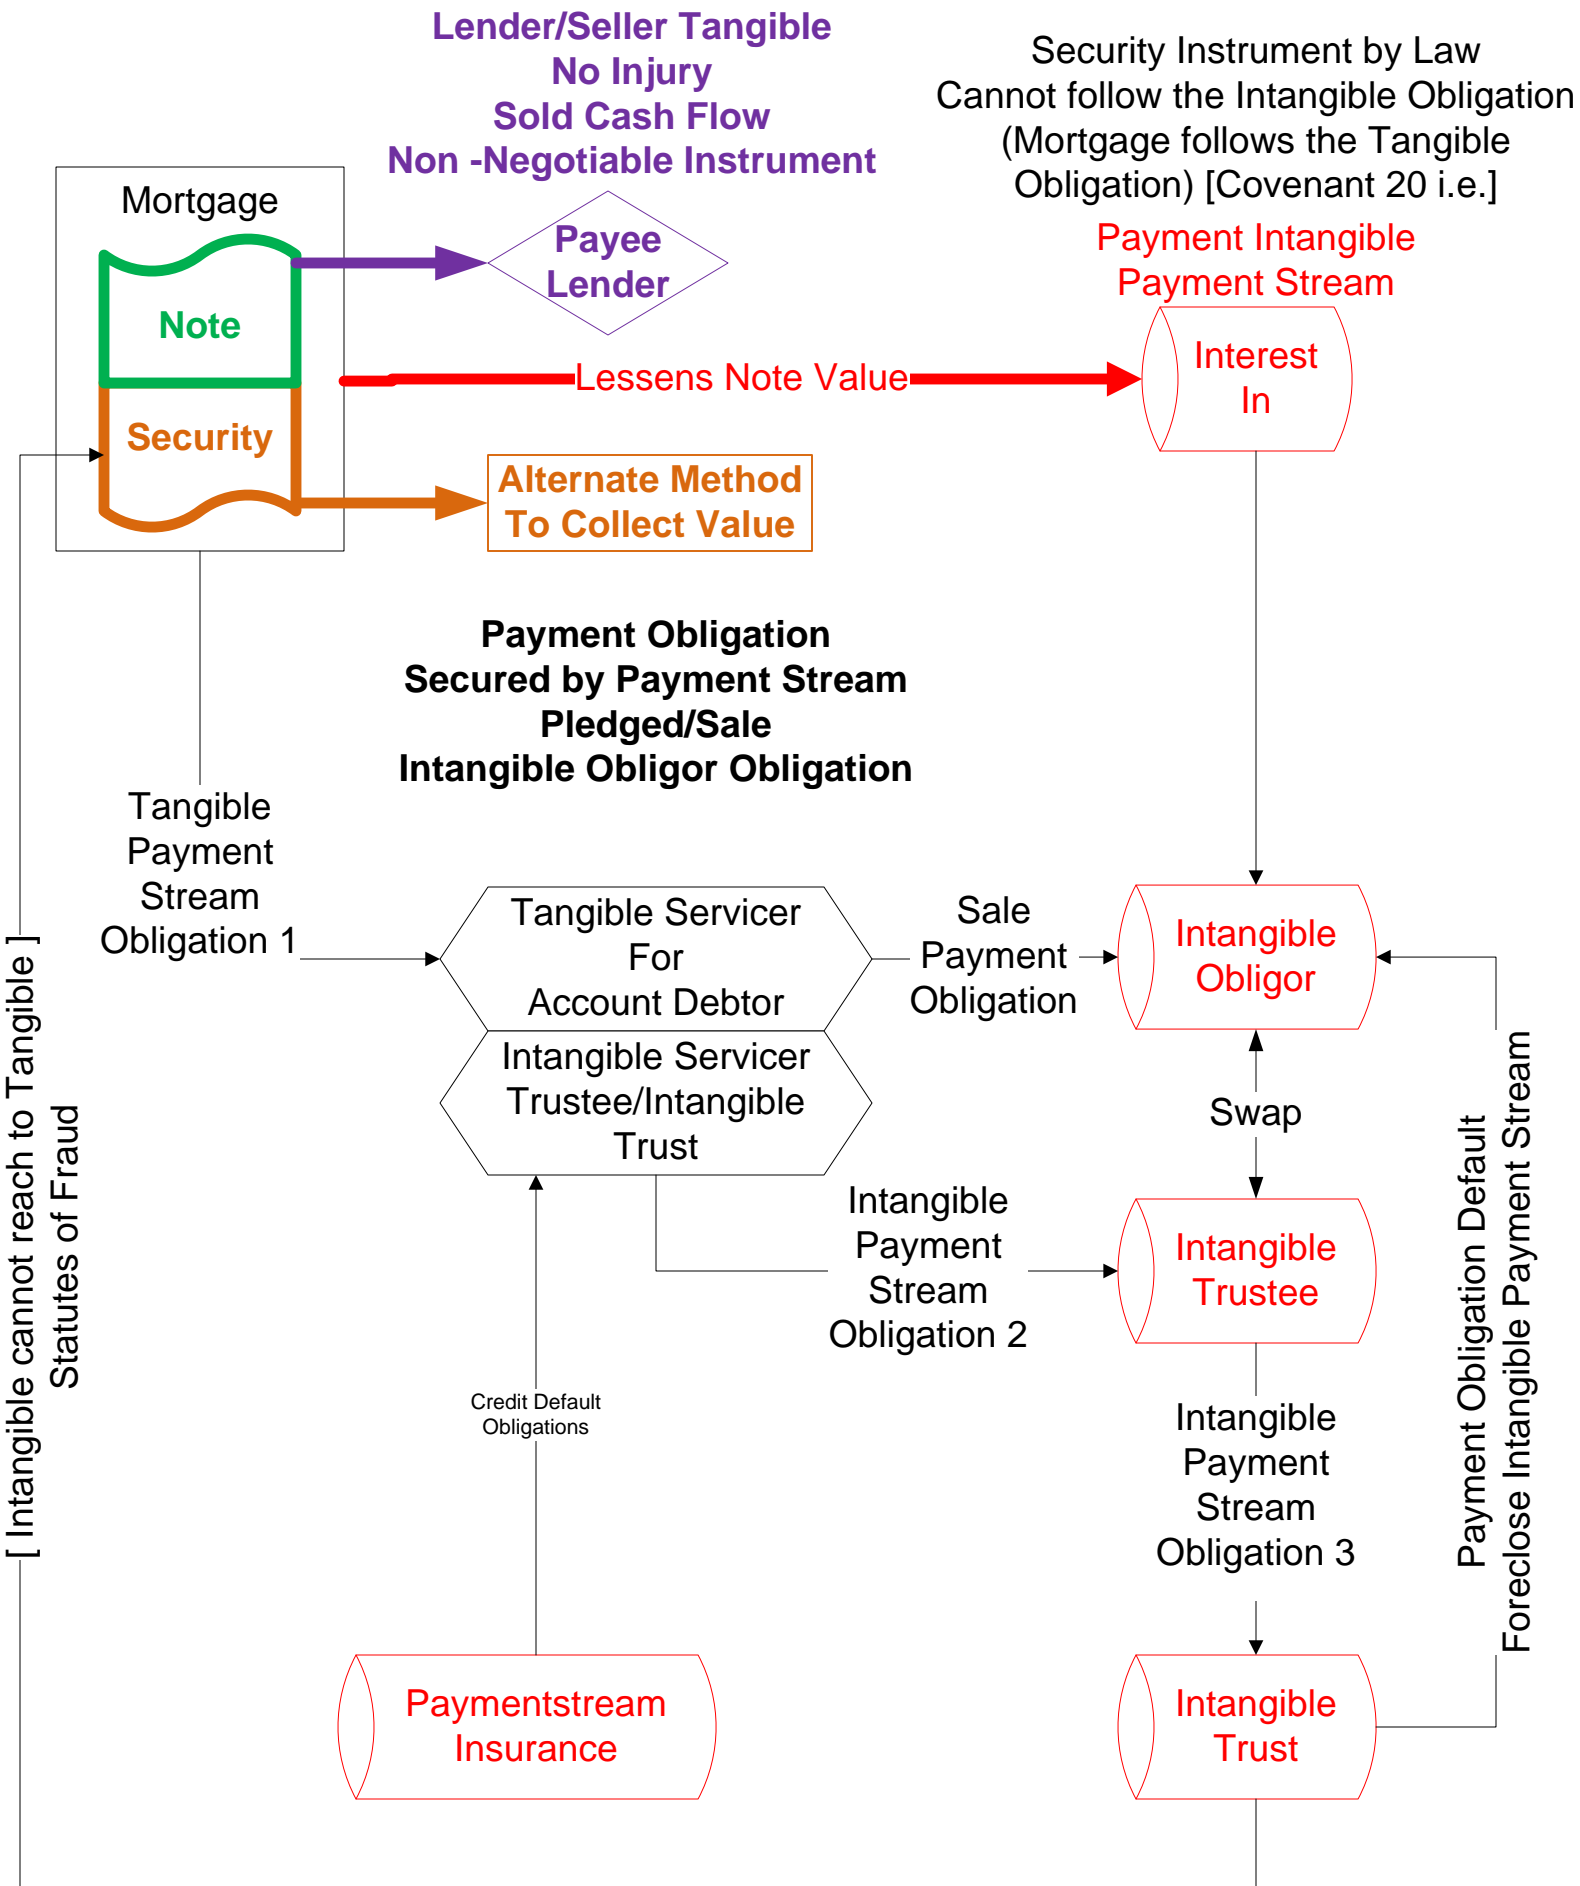 Lender/Seller Tangible
No Injury
Sold Cash Flow
Non -Negotiable Instrument
Security Instrument by Law
Cannot follow the Intangible Obligation
(Mortgage follows the Tangible
Obligation) [Covenant 20 i.e.]
Payment Intangible
Payment Stream
Mortgage
Note
Security
Payee
Lender
Lessens Note Value
Interest
In
Alternate Method
To Collect Value
Payment Obligation
Secured by Payment Stream
Pledged/Sale
Intangible Obligor Obligation
Tangible
Payment
Stream
Obligation 1
Tangible Servicer
For
Account Debtor
Sale
Payment
Obligation
Intangible
Obligor
Intangible Servicer
Trustee/Intangible
Trust
Swap
Intangible
Payment
Stream
Obligation 2
Intangible
Trustee
[ Intangible cannot reach to Tangible ]
Statutes of Fraud
Payment Obligation Default
Foreclose Intangible Payment Stream
Credit Default
Obligations
Intangible
Payment
Stream
Obligation 3
Paymentstream
Insurance
Intangible
Trust